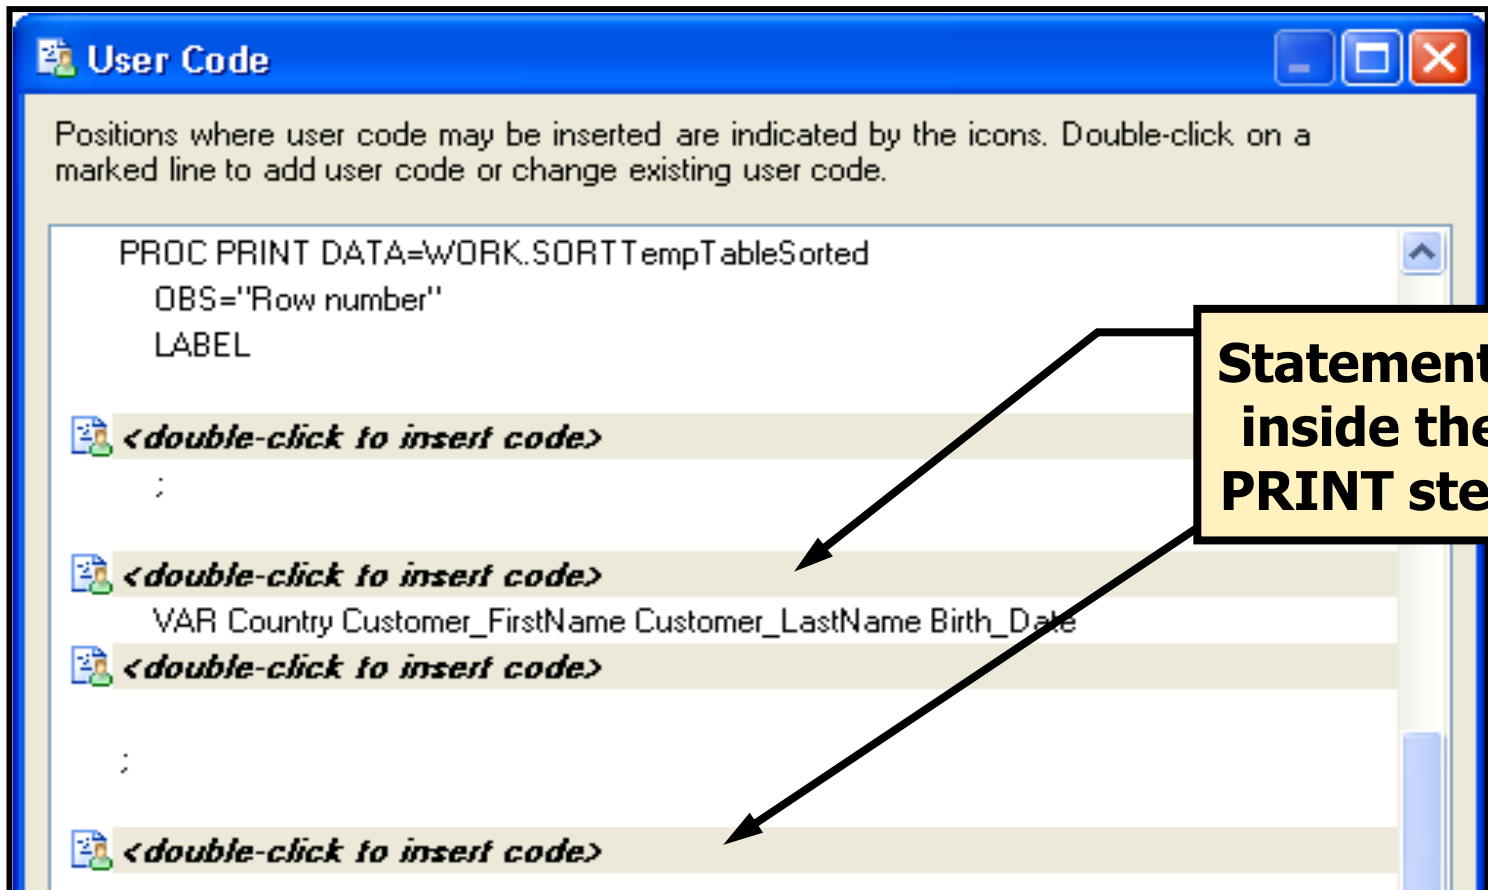 User Code
Positions where user code may be inserted are indicated by the icons. Double-click on a
marked line to add user code or change existing user code.
PROC PRINT DATA=WORK.SORTTempTableSorted
OBS="Row number"
LABEL
<double-click to insert code>
;
<double-click to insert code>
VAR Country Customer_FirstName Customer_LastName Birth_Date
<double-click to insert code>
;
<double-click to insert code>
Statement
inside the
PRINT ste